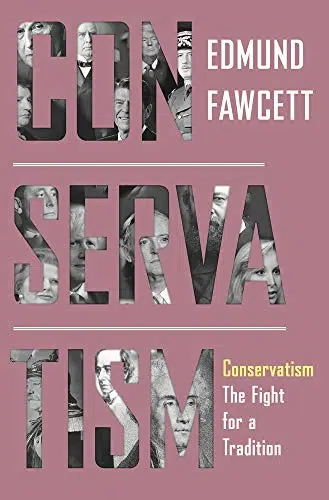 CON
EDMUND
FAWCETT
SERVA
TISM
Conservatism
The Fight
for a
Tradition